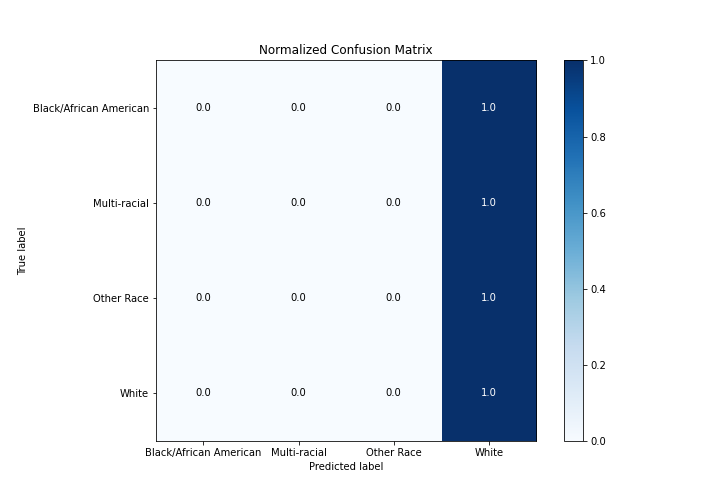 Normalized Confusion Matrix
True label
Black/African American 0.0 0.0 0.0 1.0
Multi-racial 0.0 0.0 0.0 1.0
Other Race 0.0 0.0 0.0 1.0
White 0.0 0.0 0.0 1.0
Black/African American Multi-racial Other Race White
Predicted label
1.0
0.8
0.6
0.4
0.2
0.0